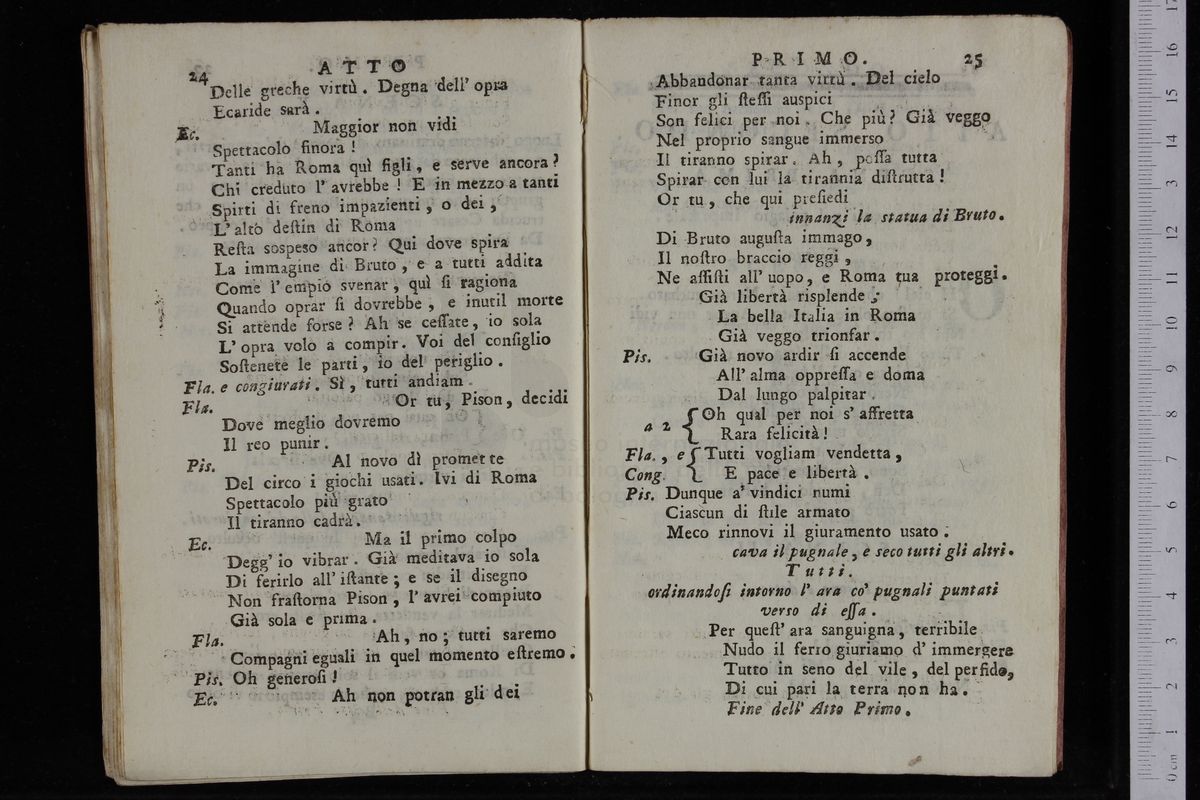 24 ATTO
Delle greche virtù. Degna dell' opra
Ecaride sarà.
Ec. Maggior non vidi
Spettacolo finora!
Tanti ha Roma quì figli, e serve ancora?
Chi creduto l' avrebbe! E in mezzo a tanti
Spirti di freno impazienti, o dei,
L' alto deſtin di Roma
Reſta sospeso ancor? Qui dove spira
La immagine di Bruto, e a tutti addita
Come l' empio svenar, quì ſi ragiona
Quando oprar ſi dovrebbe, e inutil morte
Si attende forse? Ah se ceſſate, io sola
L' opra volo a compir. Voi del conſiglio
Soſtenete le parti, io del periglio.
Fla. e congiurati. Sì, tutti andiam.
Fla. Or tu, Pison, decidi
Dove meglio dovremo
Il reo punir.
Pis. Al novo dì promette
Del circo i giochi usati. Ivi di Roma
Spettacolo più grato
Il tiranno cadrà.
Ec. Ma il primo colpo
Degg' io vibrar. Già meditava io sola
Di ferirlo all' iſtante; e se il disegno
Non fraſtorna Pison, l' avrei compiuto
Già sola e prima.
Fla. Ah, no; tutti saremo
Compagni eguali in quel momento eſtremo.
Pis. Oh generoſi!
Ec. Ah non potran gli dei
PRIMO. 25
Abbandonar tanta virtù. Del cielo
Finor gli ſteſſi auspici
Son felici per noi. Che più? Già veggo
Nel proprio sangue immerso
Il tiranno spirar. Ah, poſſa tutta
Spirar con lui la tirannia diſtrutta!
Or tu, che qui preſiedi
innanzi la statua di Bruto.
Di Bruto auguſta immago,
Il noſtro braccio reggi,
Ne aſſiſti all' uopo, e Roma tua proteggi.
Già libertà risplende;
La bella Italia in Roma
Già veggo trionfar.
Pis. Già novo ardir ſi accende
All' alma oppreſſa e doma
Dal lungo palpitar.
a 2 { Oh qual per noi s' affretta
Rara felicità!
Fla., e { Tutti vogliam vendetta,
Cong. E pace e libertà.
Pis. Dunque a' vindici numi
Ciascun di ſtile armato
Meco rinnovi il giuramento usato.
cava il pugnale, e seco tutti gli altri.
Tutti.
ordinandoſi intorno l' ara co' pugnali puntati
verso di eſſa.
Per queſt' ara sanguigna, terribile
Nudo il ferro giuriamo d' immergere
Tutto in seno del vile, del perfido,
Di cui pari la terra non ha.
Fine dell' Atto Primo.